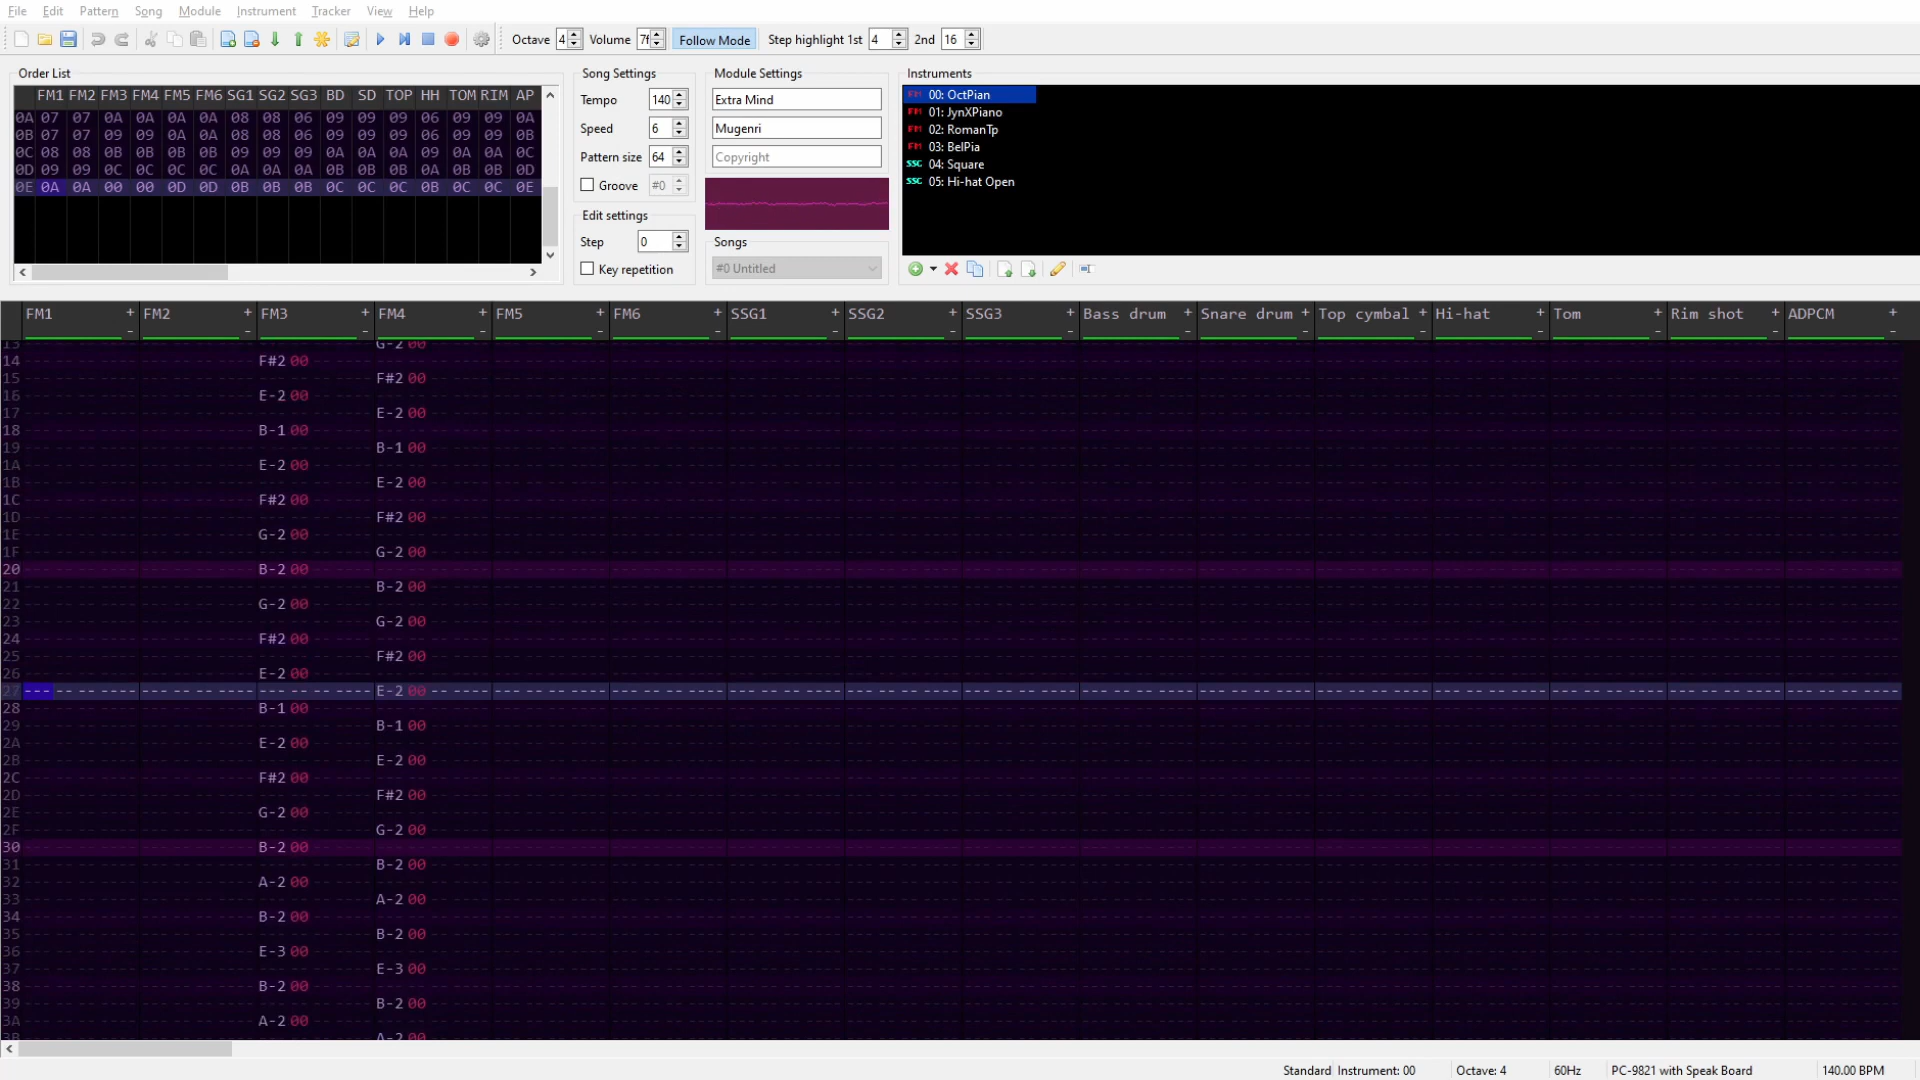 File Edit Pattern Song Module Instrument Tracker View Help
Octave 4 Volume 7f Follow Mode Step highlight 1st 4 2nd 16
Order List
FM1 FM2 FM3 FM4 FM5 FM6 SG1 SG2 SG3 BD SD TOP HH TOM RIM AP
0A 07 07 0A 0A 0A 0A 08 08 06 09 09 09 06 09 09 0A
0B 07 07 09 09 0A 0A 08 08 06 09 09 09 06 09 09 0B
0C 08 08 0B 0B 0B 0B 09 09 09 0A 0A 0A 09 0A 0A 0C
0D 09 09 0C 0C 0C 0C 0A 0A 0A 0B 0B 0B 0A 0B 0B 0D
0E 0A 0A 00 00 0D 0D 0B 0B 0B 0C 0C 0C 0B 0C 0C 0E
Song Settings
Tempo 140
Speed 6
Pattern size 64
Groove #0
Edit settings
Step 0
Key repetition
Module Settings
Extra Mind
Mugenri
Copyright
Songs
#0 Untitled
Instruments
FM 00: OctPian
FM 01: JynXPiano
FM 02: RomanTp
FM 03: BelPia
SSG 04: Square
SSG 05: Hi-hat Open
FM1 + FM2 + FM3 + FM4 + FM5 + FM6 + SSG1 + SSG2 + SSG3 + Bass drum + Snare drum + Top cymbal + Hi-hat + Tom + Rim shot + ADPCM +
13 G-2 00
14 F#2 00
15 F#2 00
16 E-2 00
17 E-2 00
18 B-1 00
19 B-1 00
1A E-2 00
1B E-2 00
1C F#2 00
1D F#2 00
1E G-2 00
1F G-2 00
20 B-2 00
21 B-2 00
22 G-2 00
23 G-2 00
24 F#2 00
25 F#2 00
26 E-2 00
27 E-2 00
28 B-1 00
29 B-1 00
2A E-2 00
2B E-2 00
2C F#2 00
2D F#2 00
2E G-2 00
2F G-2 00
30 B-2 00
31 B-2 00
32 A-2 00
33 A-2 00
34 B-2 00
35 B-2 00
36 E-3 00
37 E-3 00
38 B-2 00
39 B-2 00
3A A-2 00
3B A-2 00
Standard Instrument: 00 Octave: 4 60Hz PC-9821 with Speak Board 140.00 BPM